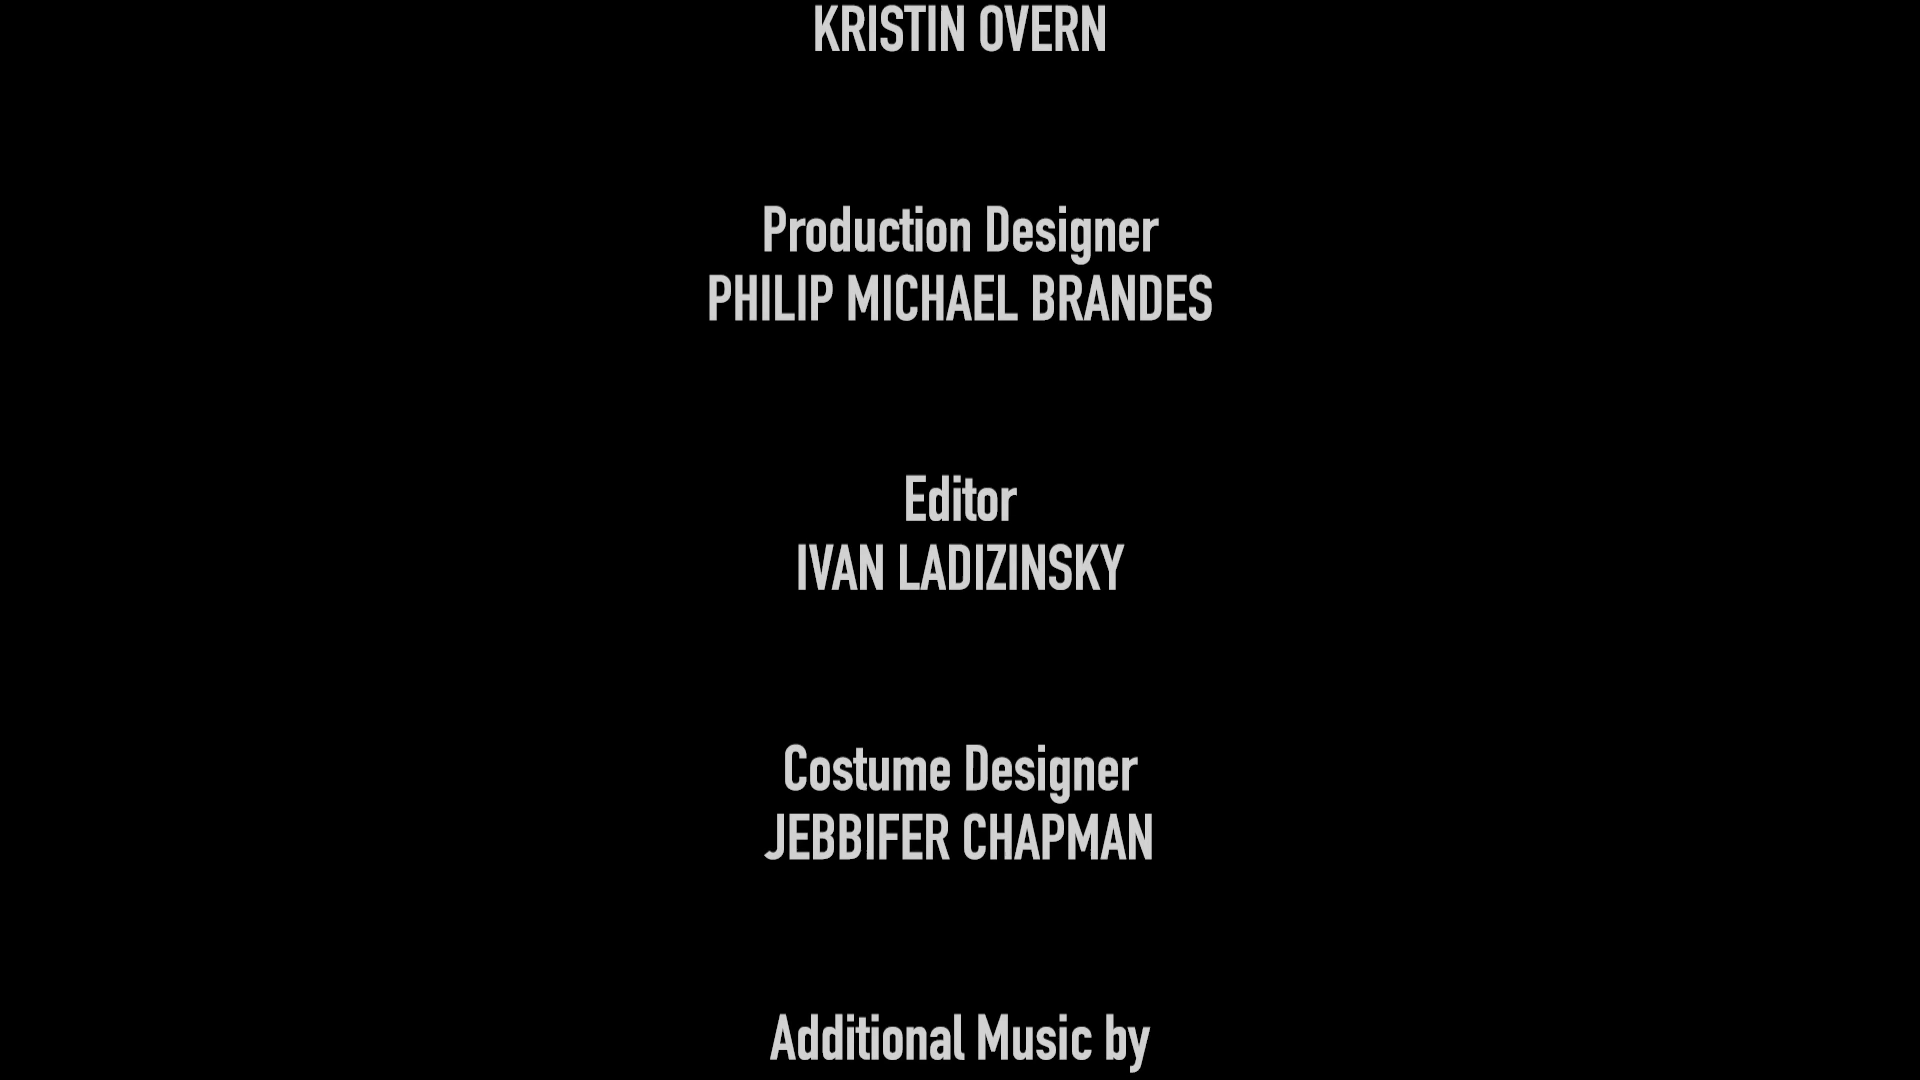 KRISTIN OVERN
Production Designer
PHILIP MICHAEL BRANDES
Editor
IVAN LADIZINSKY
Costume Designer
JEBBIFER CHAPMAN
Additional Music by